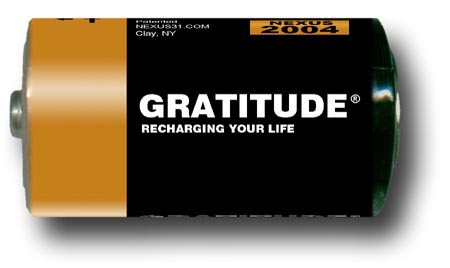 Patented
NEXUS31.COM
Clay, NY
NEXUS
2004
GRATITUDE®
RECHARGING YOUR LIFE